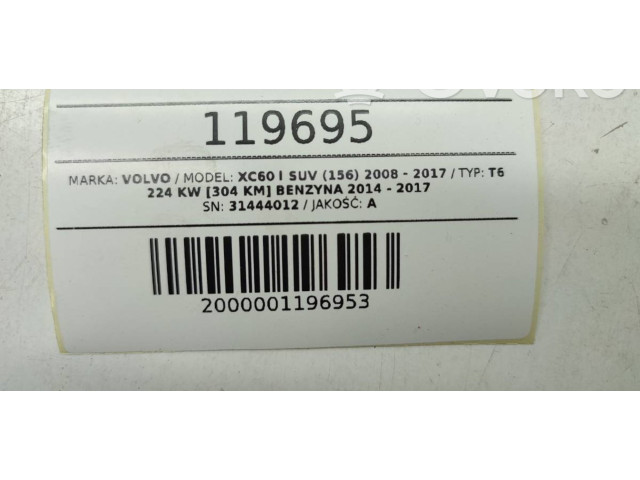 119695
MARKA: VOLVO / MODEL: XC60 I SUV (156) 2008 - 2017 / TYP: T6
224 KW [304 KM] BENZYNA 2014 - 2017
SN: 31444012 / JAKOŚĆ: A
2000001196953